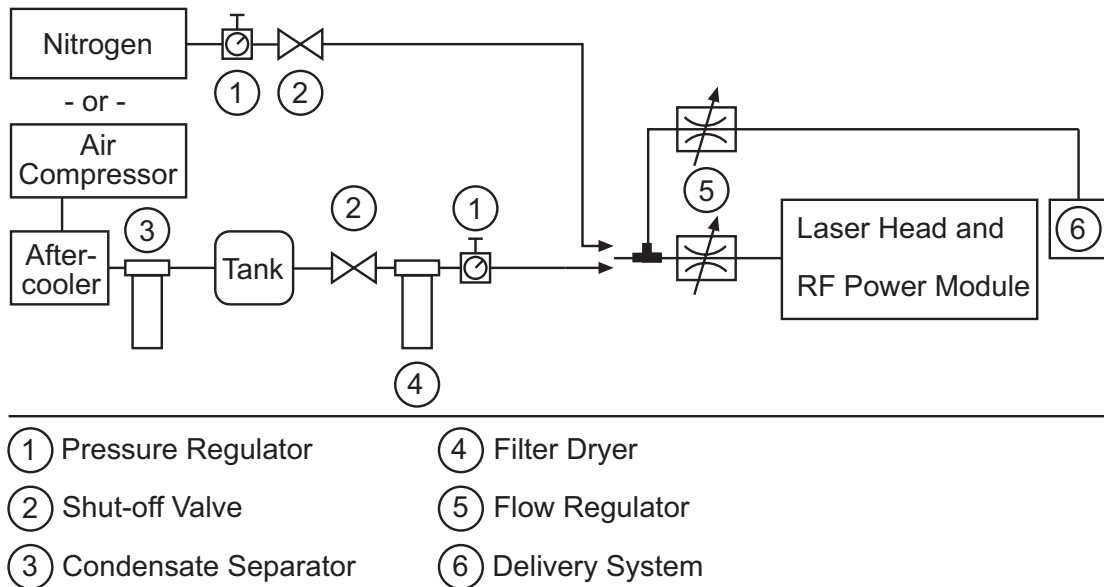 Nitrogen
1
2
- or -
Air
Compressor
After-
cooler
3
Tank
2
4
1
5
Laser Head and
RF Power Module
6
1 Pressure Regulator
2 Shut-off Valve
3 Condensate Separator
4 Filter Dryer
5 Flow Regulator
6 Delivery System